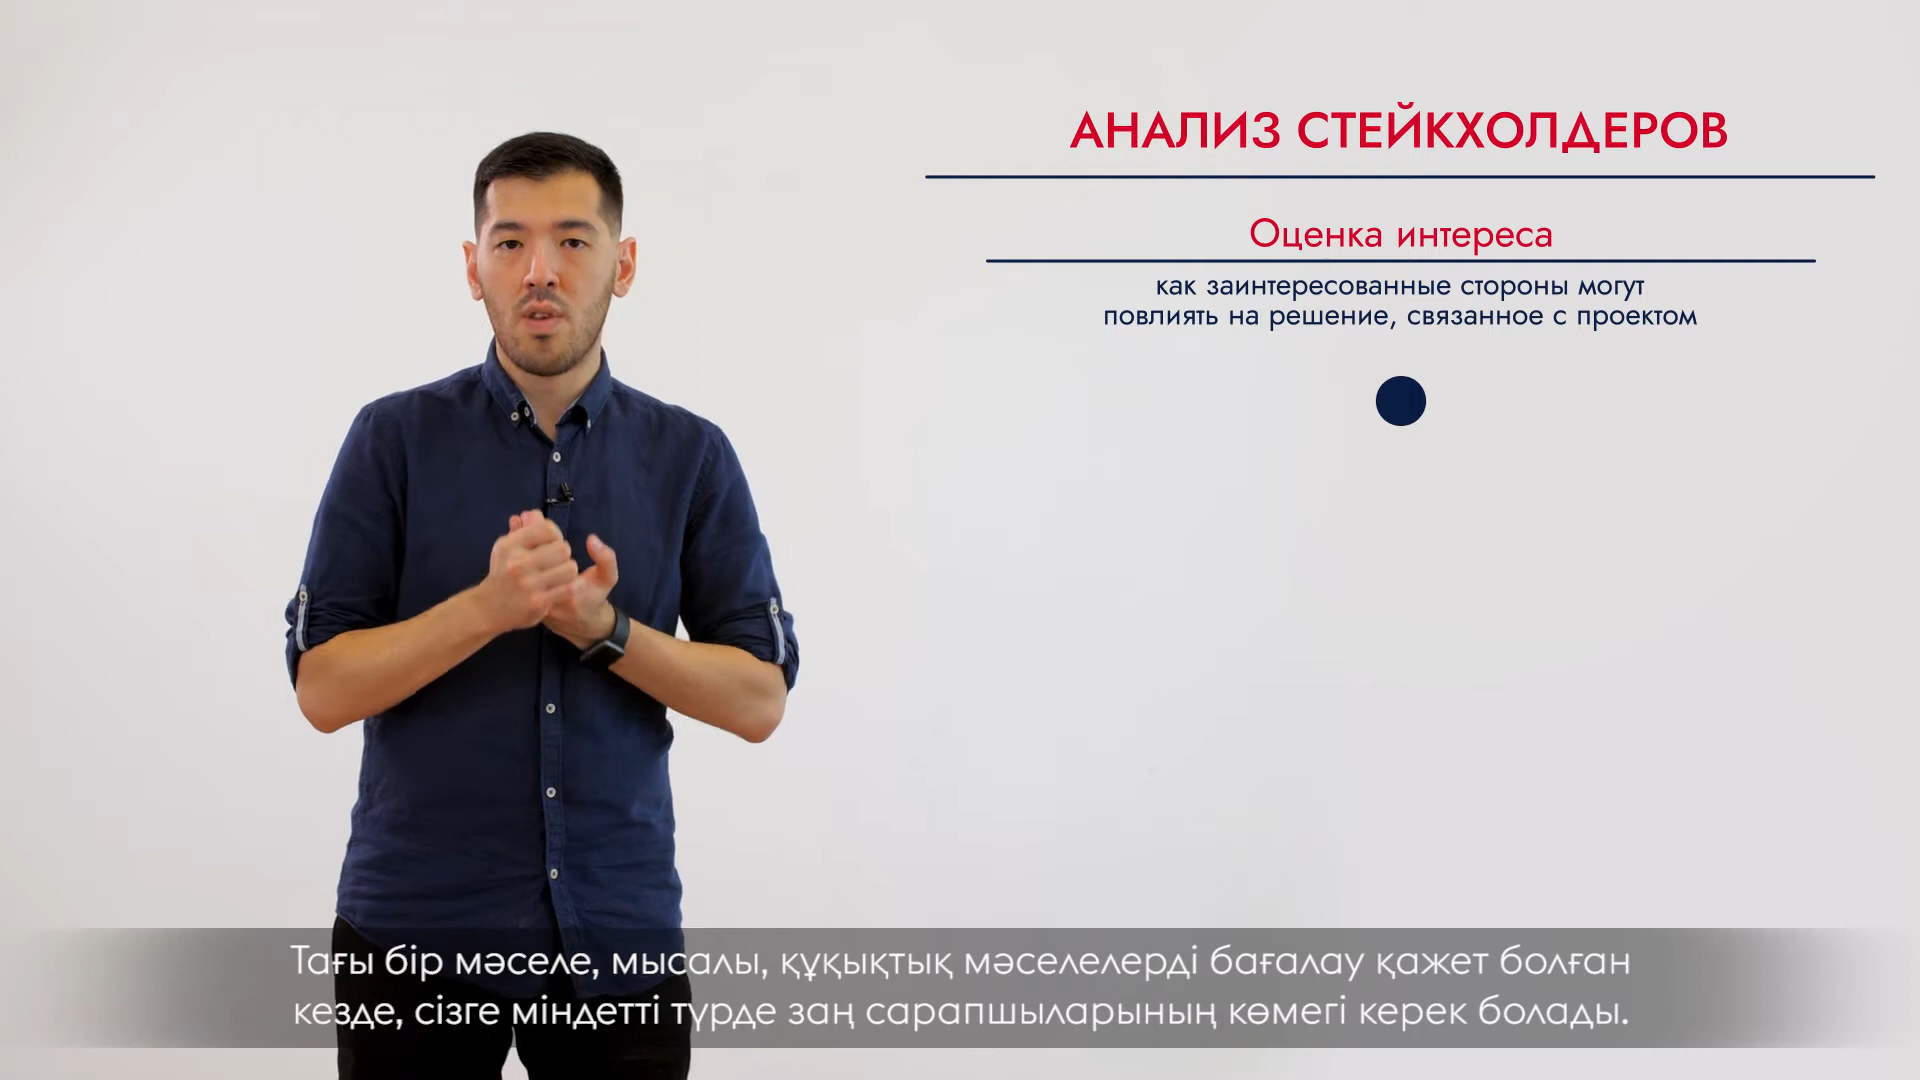 АНАЛИЗ СТЕЙКХОЛДЕРОВ
Оценка интереса
как заинтересованные стороны могут
повлиять на решение, связанное с проектом
Тағы бір мәселе, мысалы, құқықтық мәселелерді бағалау қажет болған
кезде, сізге міндетті түрде заң сарапшыларының көмегі керек болады.